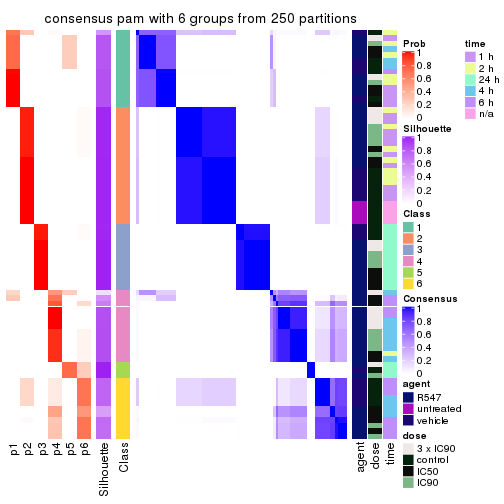 consensus pam with 6 groups from 250 partitions
Prob
1
0.8
0.6
0.4
0.2
0
time
1 h
2 h
24 h
4 h
6 h
n/a
Silhouette
1
0.8
0.6
0.4
0.2
0
Class
1
2
3
4
5
6
Consensus
1
0.8
0.6
0.4
0.2
0
agent
R547
untreated
vehicle
dose
3 x IC90
control
IC50
IC90
p1
p2
p3
p4
p5
p6
Silhouette
Class
agent
dose
time